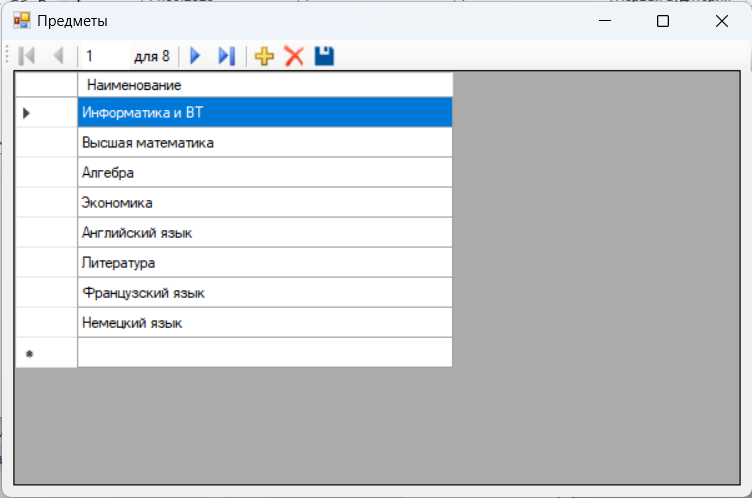 Предметы
1 для 8
Наименование
Информатика и ВТ
Высшая математика
Алгебра
Экономика
Английский язык
Литература
Французский язык
Немецкий язык